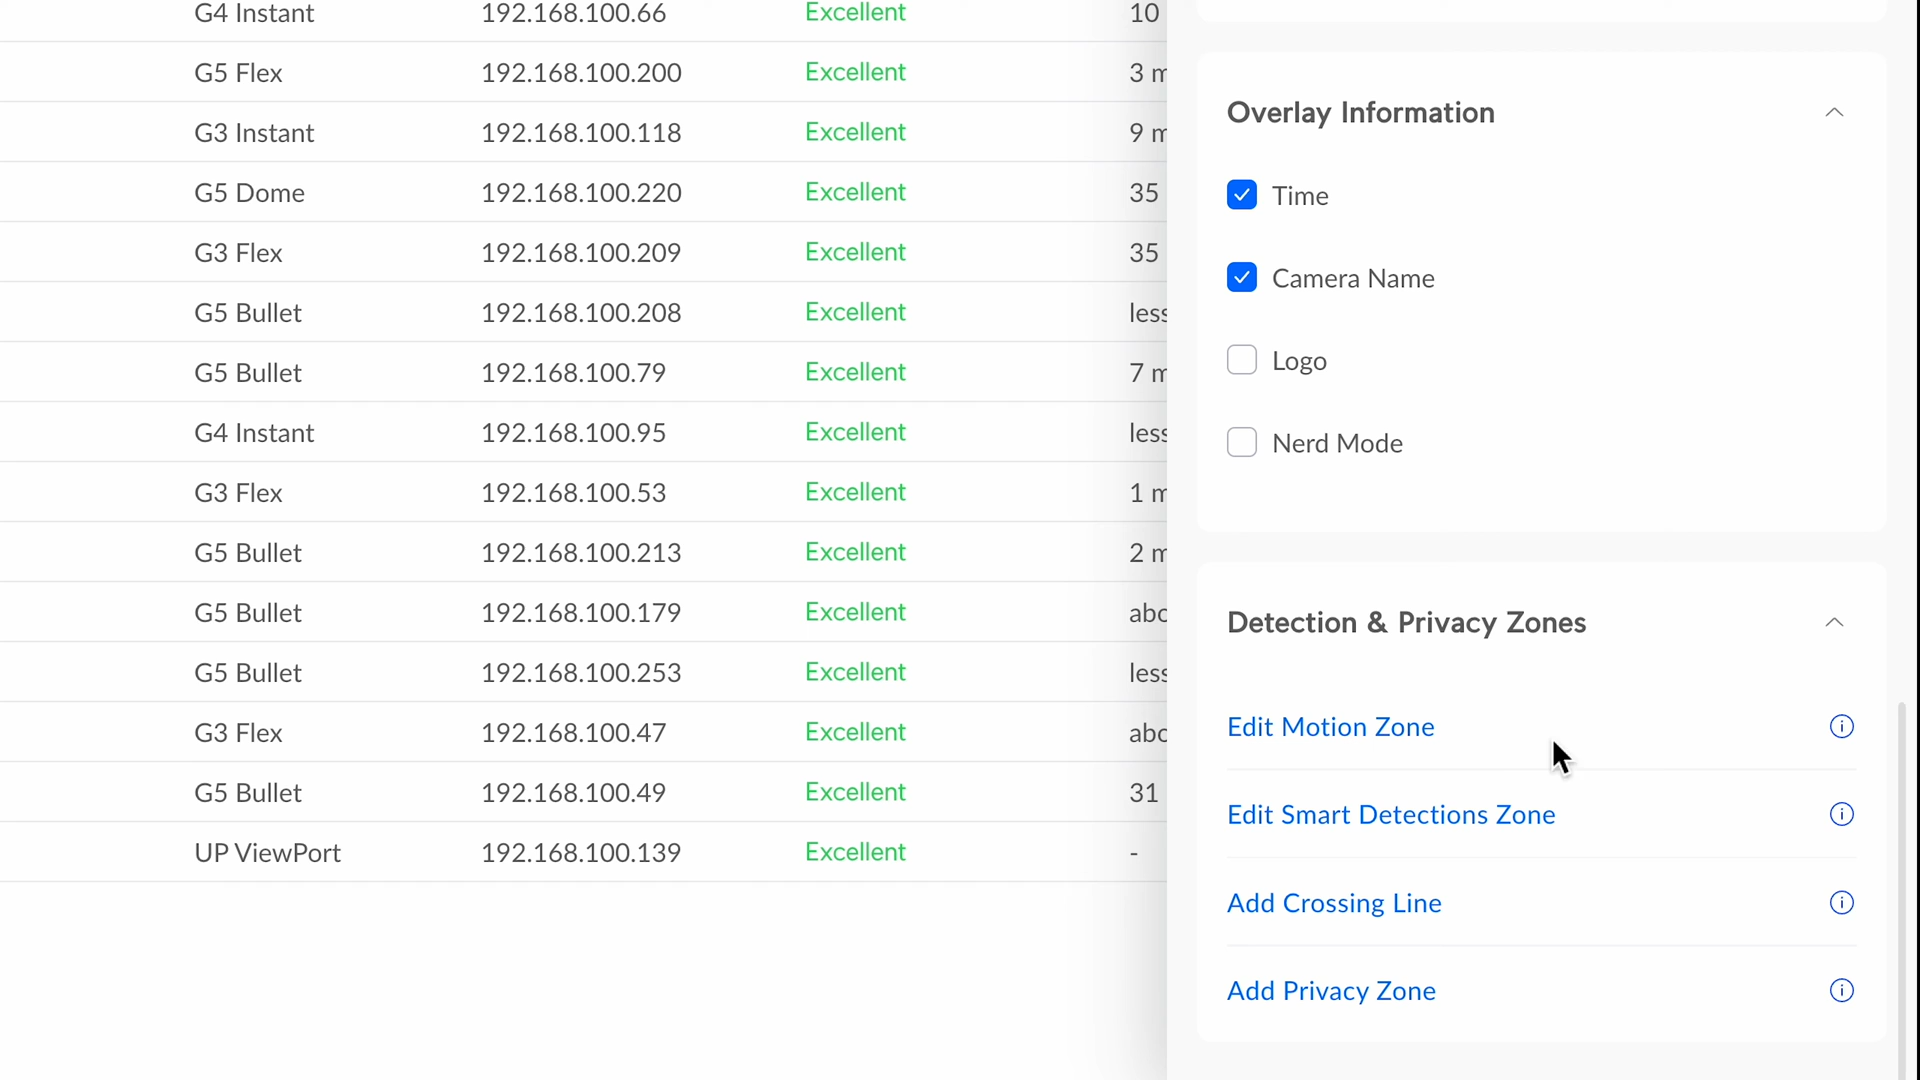 G4 Instant 192.168.100.66 Excellent 10
G5 Flex 192.168.100.200 Excellent 3 m
G3 Instant 192.168.100.118 Excellent 9 m
G5 Dome 192.168.100.220 Excellent 35
G3 Flex 192.168.100.209 Excellent 35
G5 Bullet 192.168.100.208 Excellent less
G5 Bullet 192.168.100.79 Excellent 7 m
G4 Instant 192.168.100.95 Excellent less
G3 Flex 192.168.100.53 Excellent 1 m
G5 Bullet 192.168.100.213 Excellent 2 m
G5 Bullet 192.168.100.179 Excellent abo
G5 Bullet 192.168.100.253 Excellent less
G3 Flex 192.168.100.47 Excellent abo
G5 Bullet 192.168.100.49 Excellent 31
UP ViewPort 192.168.100.139 Excellent -
Overlay Information
Time
Camera Name
Logo
Nerd Mode
Detection & Privacy Zones
Edit Motion Zone
Edit Smart Detections Zone
Add Crossing Line
Add Privacy Zone